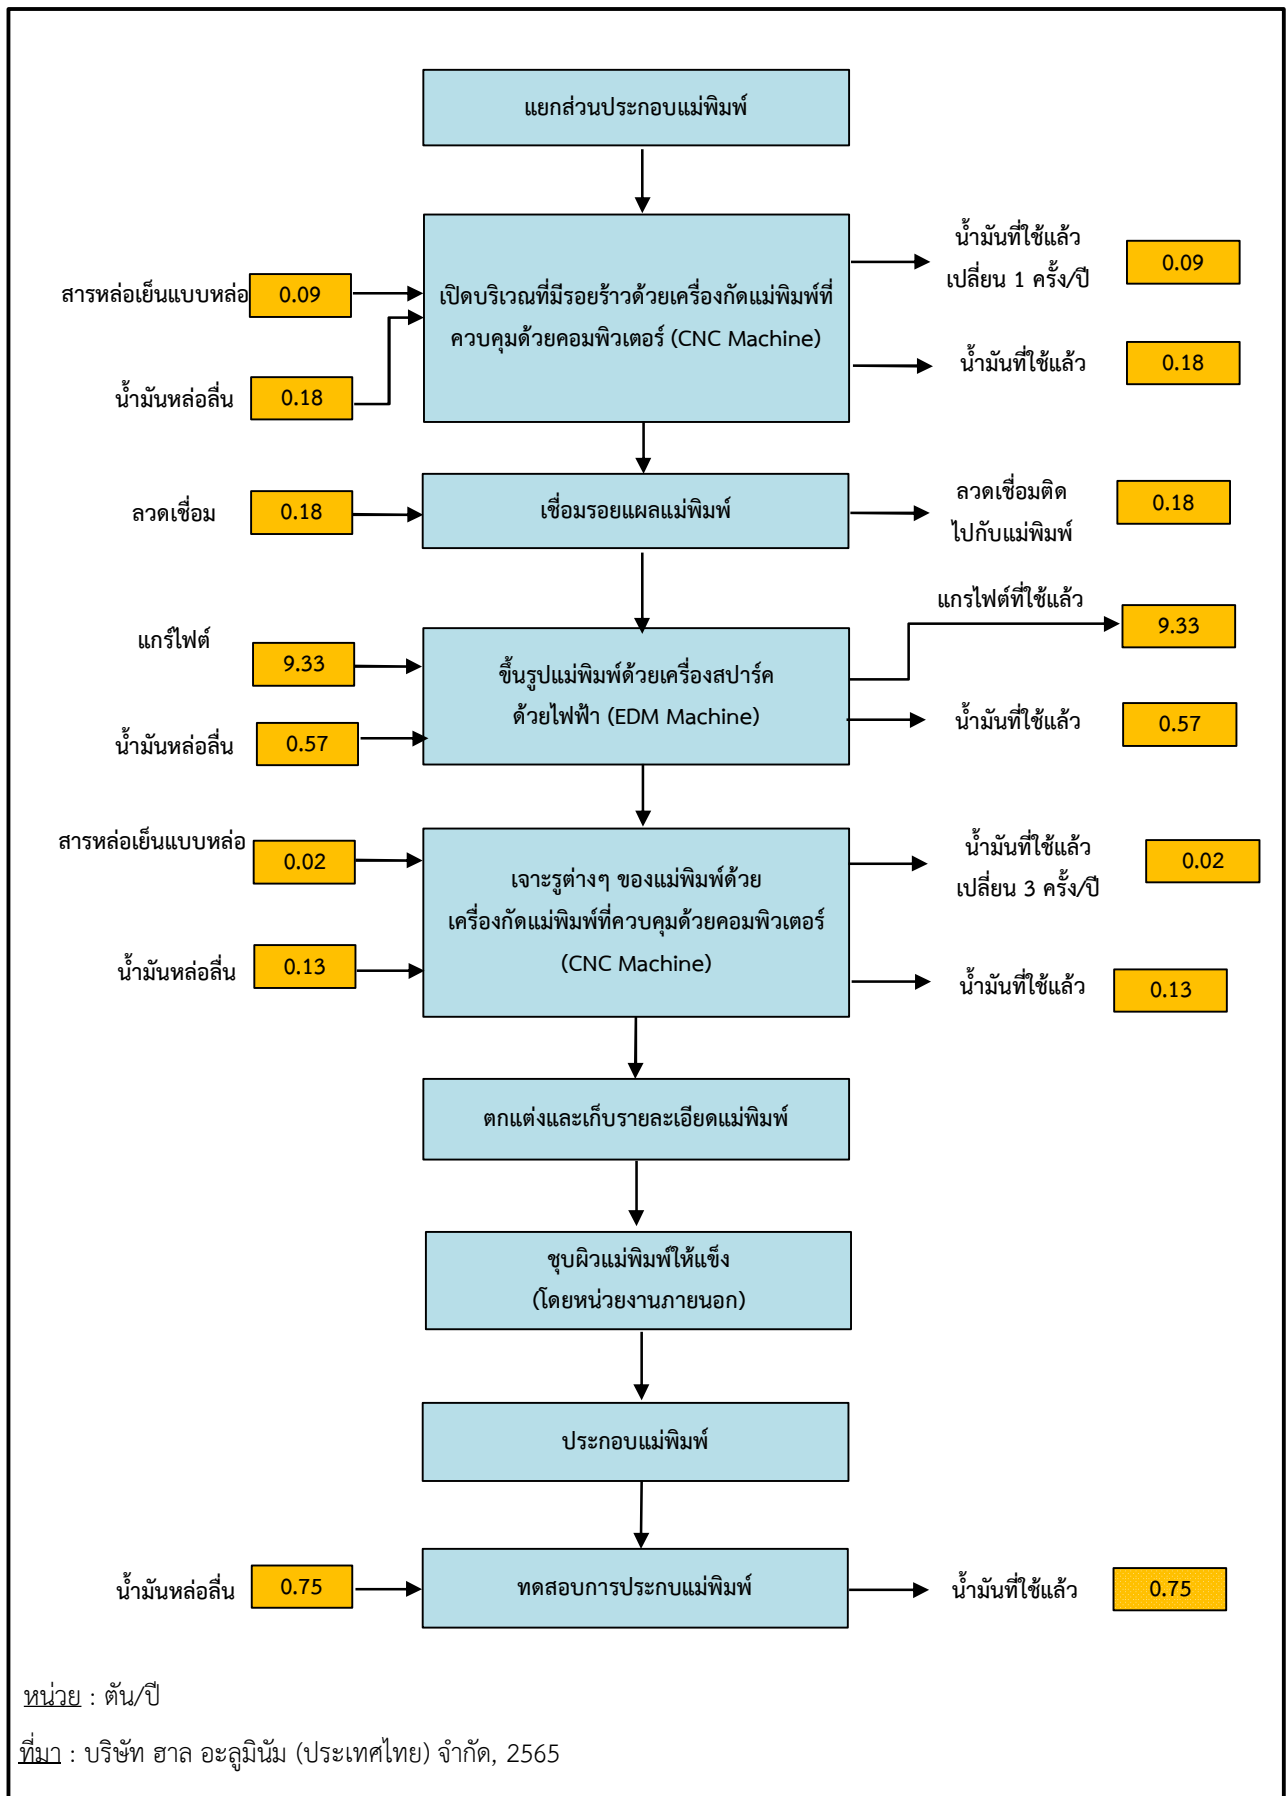 แยกส่วนประกอบแม่พิมพ์
สารหล่อเย็นแบบหล่อ
0.09
น้ำมันหล่อลื่น
0.18
เปิดบริเวณที่มีรอยร้าวด้วยเครื่องกัดแม่พิมพ์ที่
ควบคุมด้วยคอมพิวเตอร์ (CNC Machine)
น้ำมันที่ใช้แล้ว
เปลี่ยน 1 ครั้ง/ปี
0.09
น้ำมันที่ใช้แล้ว
0.18
ลวดเชื่อม
0.18
เชื่อมรอยแผลแม่พิมพ์
ลวดเชื่อมติด
ไปกับแม่พิมพ์
0.18
แกร์ไฟต์
9.33
น้ำมันหล่อลื่น
0.57
ขึ้นรูปแม่พิมพ์ด้วยเครื่องสปาร์ค
ด้วยไฟฟ้า (EDM Machine)
แกรไฟต์ที่ใช้แล้ว
9.33
น้ำมันที่ใช้แล้ว
0.57
สารหล่อเย็นแบบหล่อ
0.02
น้ำมันหล่อลื่น
0.13
เจาะรูต่างๆ ของแม่พิมพ์ด้วย
เครื่องกัดแม่พิมพ์ที่ควบคุมด้วยคอมพิวเตอร์
(CNC Machine)
น้ำมันที่ใช้แล้ว
เปลี่ยน 3 ครั้ง/ปี
0.02
น้ำมันที่ใช้แล้ว
0.13
ตกแต่งและเก็บรายละเอียดแม่พิมพ์
ชุบผิวแม่พิมพ์ให้แข็ง
(โดยหน่วยงานภายนอก)
ประกอบแม่พิมพ์
น้ำมันหล่อลื่น
0.75
ทดสอบการประกบแม่พิมพ์
น้ำมันที่ใช้แล้ว
0.75
หน่วย : ตัน/ปี
ที่มา : บริษัท ฮาล อะลูมินัม (ประเทศไทย) จำกัด, 2565